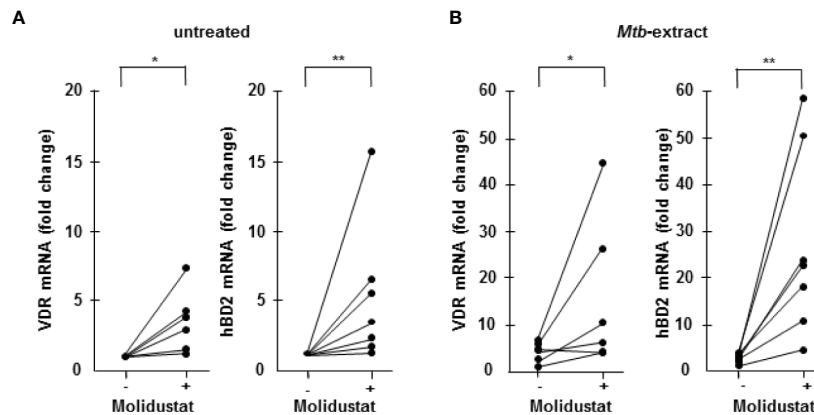 A
untreated
*
**
20
15
10
5
0
VDR mRNA (fold change)
- +
Molidustat
20
15
10
5
0
hBD2 mRNA (fold change)
- +
Molidustat
B
Mtb-extract
*
**
60
50
40
30
20
10
0
VDR mRNA (fold change)
- +
Molidustat
60
50
40
30
20
10
0
hBD2 mRNA (fold change)
- +
Molidustat